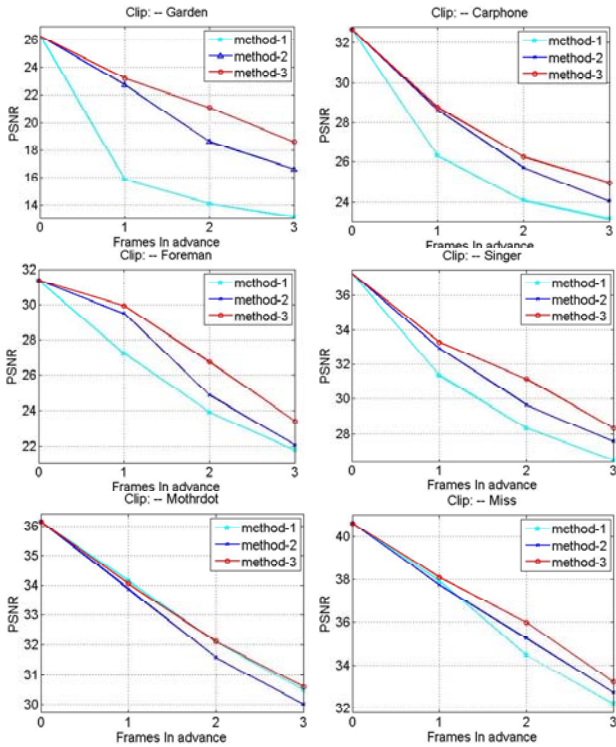 Clip: -- Garden
26
24
22
20
18
16
14
PSNR
mcthod-1
method-2
method-3
0 1 2 3
Frames In advance
Clip: -- Carphone
32
30
28
26
24
PSNR
mcthod-1
method-2
method-3
0 1 2 3
Frames In advance
Clip: -- Foreman
32
30
28
26
24
22
PSNR
mcthod-1
method-2
method-3
0 1 2 3
Frames In advance
Clip: -- Singer
36
34
32
30
28
PSNR
mcthod-1
method-2
method-3
0 1 2 3
Frames In advance
Clip: -- Mothrdot
36
35
34
33
32
31
30
PSNR
mcthod-1
method-2
method-3
0 1 2 3
Frames In advance
Clip: -- Miss
40
38
36
34
32
PSNR
mcthod-1
method-2
method-3
0 1 2 3
Frames In advance